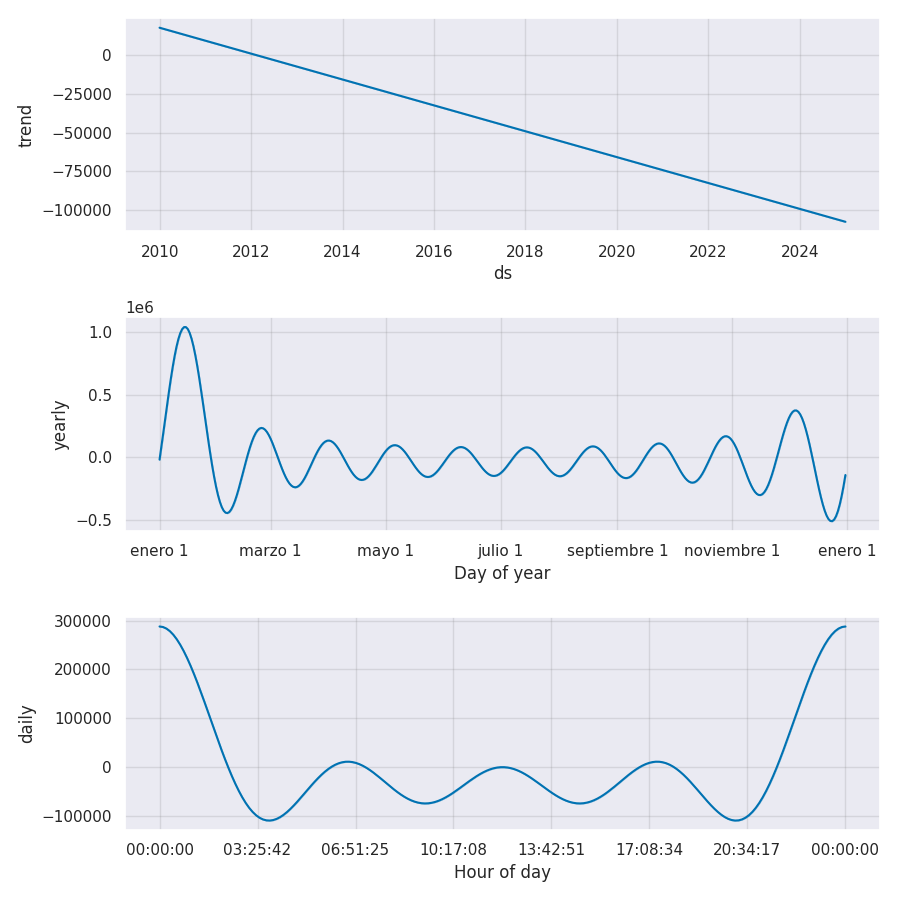 0
−25000
−50000
−75000
−100000
trend
2010 2012 2014 2016 2018 2020 2022 2024
ds
1e6
1.0
0.5
0.0
−0.5
yearly
enero 1 marzo 1 mayo 1 julio 1 septiembre 1 noviembre 1 enero 1
Day of year
300000
200000
100000
0
−100000
daily
00:00:00 03:25:42 06:51:25 10:17:08 13:42:51 17:08:34 20:34:17 00:00:00
Hour of day